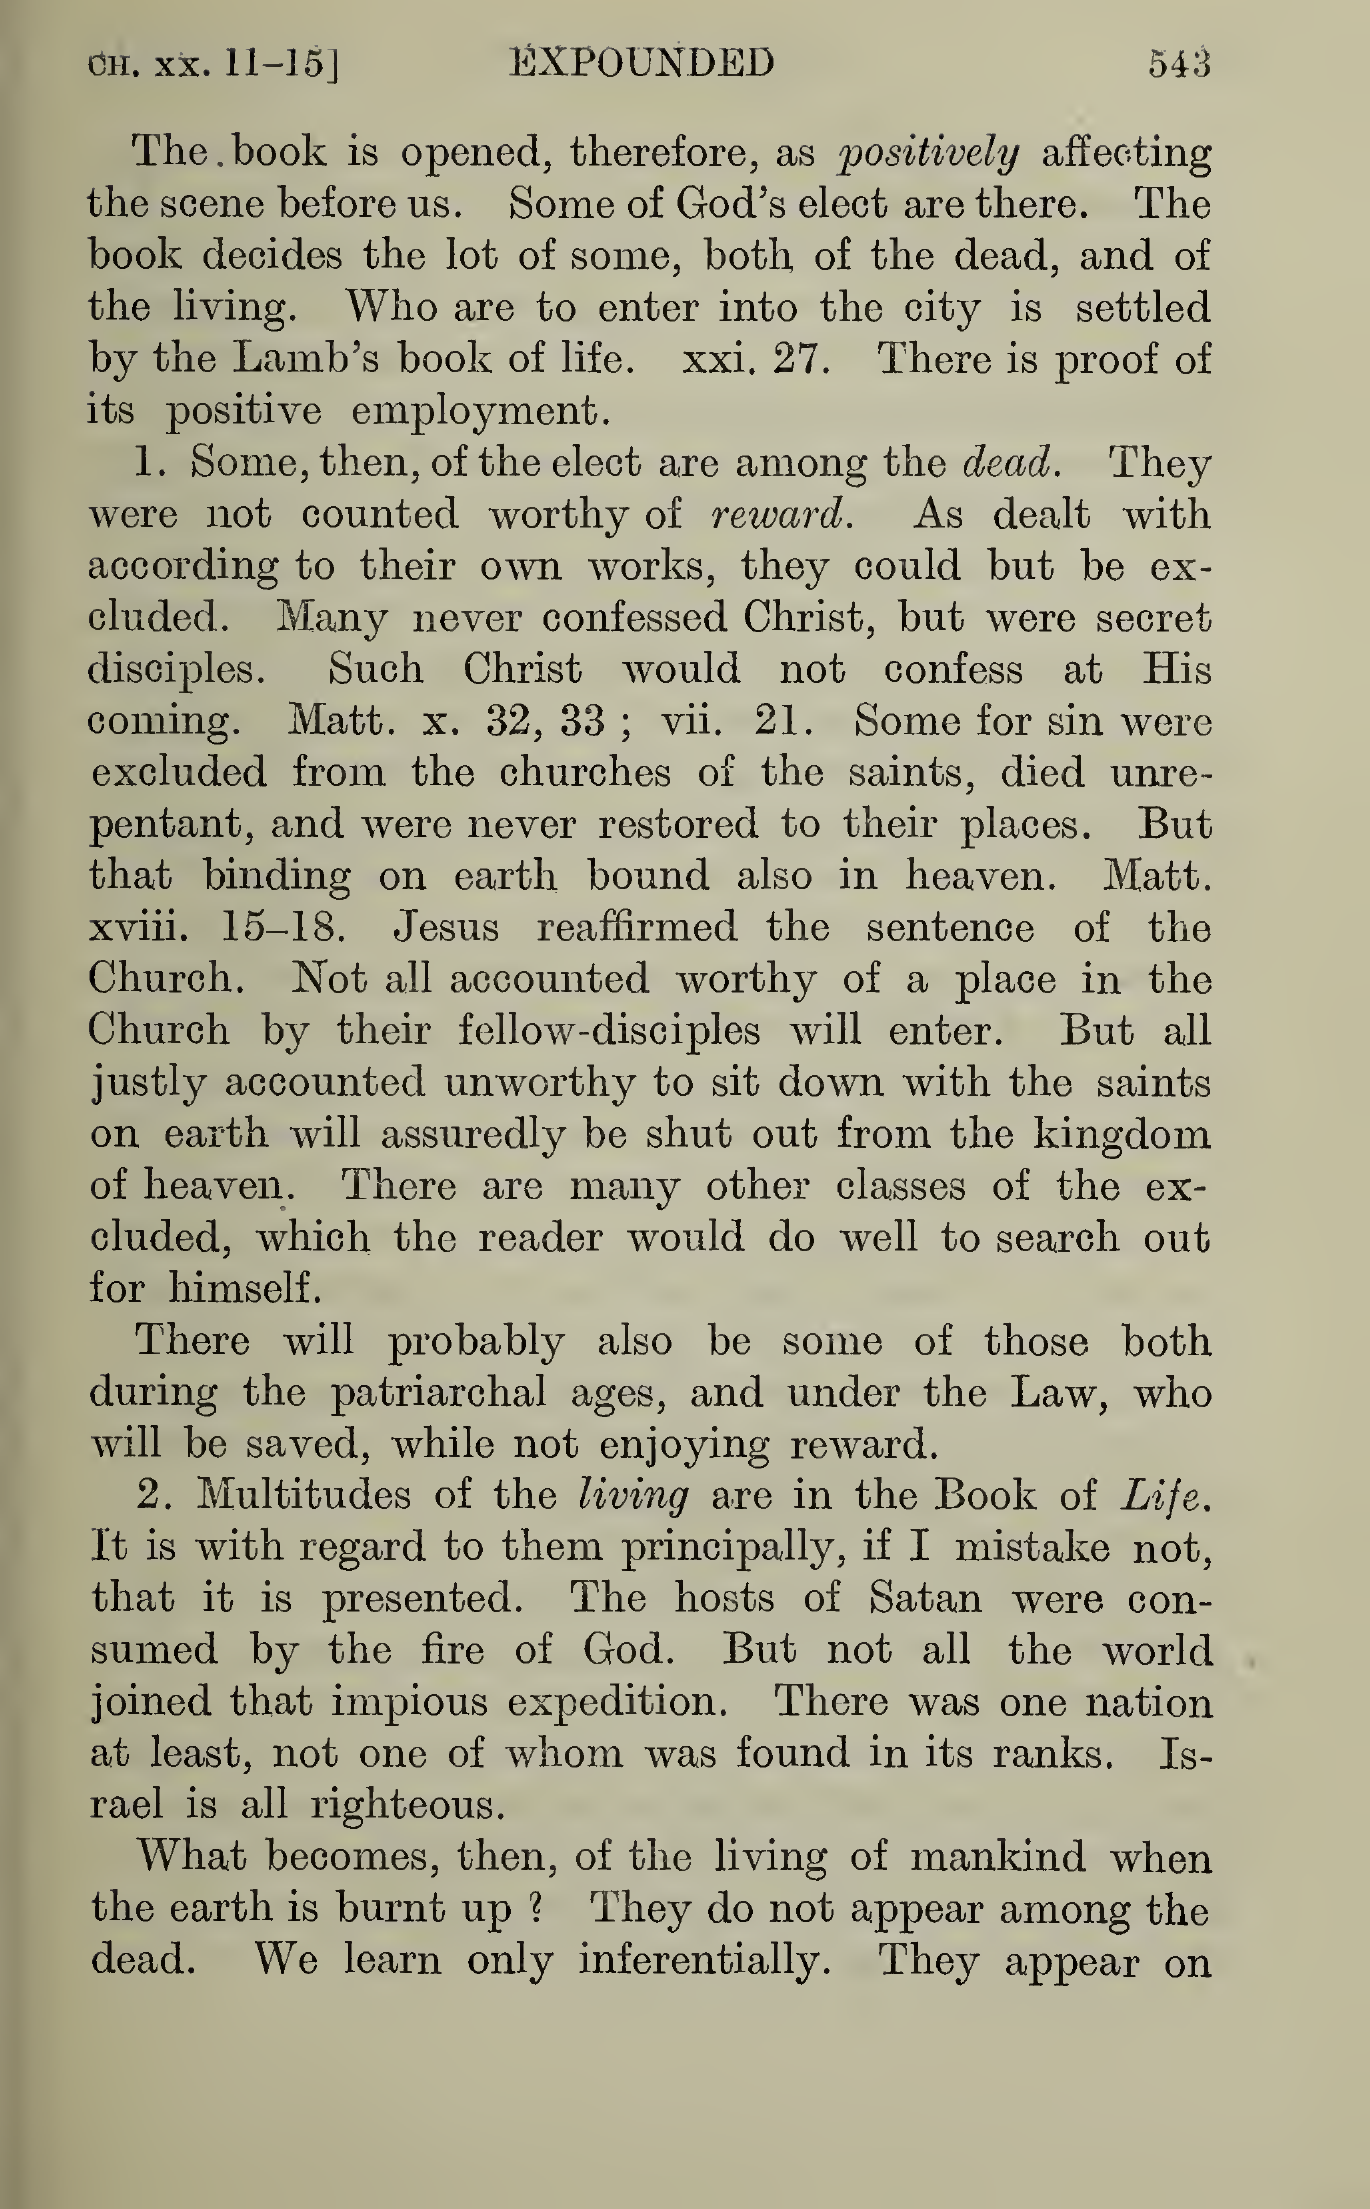 CH. XX. 11–15] EXPOUNDED 543
The book is opened, therefore, as positively affecting
the scene before us. Some of God's elect are there. The
book decides the lot of some, both of the dead, and of
the living. Who are to enter into the city is settled
by the Lamb's book of life. xxi. 27. There is proof of
its positive employment.
1. Some, then, of the elect are among the dead. They
were not counted worthy of reward. As dealt with
according to their own works, they could but be ex-
cluded. Many never confessed Christ, but were secret
disciples. Such Christ would not confess at His
coming. Matt. x. 32, 33 ; vii. 21. Some for sin were
excluded from the churches of the saints, died unre-
pentant, and were never restored to their places. But
that binding on earth bound also in heaven. Matt.
xviii. 15–18. Jesus reaffirmed the sentence of the
Church. Not all accounted worthy of a place in the
Church by their fellow-disciples will enter. But all
justly accounted unworthy to sit down with the saints
on earth will assuredly be shut out from the kingdom
of heaven. There are many other classes of the ex-
cluded, which the reader would do well to search out
for himself.
There will probably also be some of those both
during the patriarchal ages, and under the Law, who
will be saved, while not enjoying reward.
2. Multitudes of the living are in the Book of Life.
It is with regard to them principally, if I mistake not,
that it is presented. The hosts of Satan were con-
sumed by the fire of God. But not all the world
joined that impious expedition. There was one nation
at least, not one of whom was found in its ranks. Is-
rael is all righteous.
What becomes, then, of the living of mankind when
the earth is burnt up ? They do not appear among the
dead. We learn only inferentially. They appear on